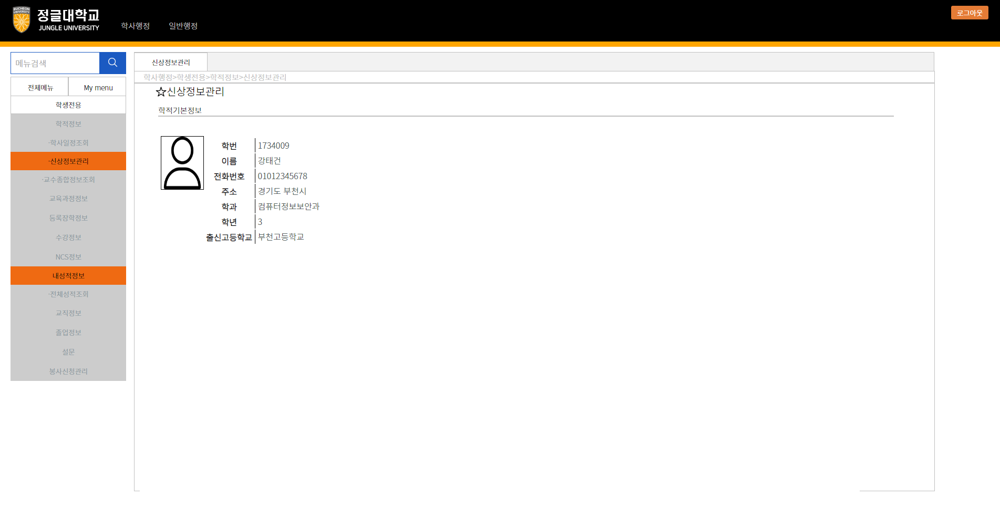 BUCHEON
UNIVERSITY
정글대학교
JUNGLE UNIVERSITY
학사행정 일반행정
로그아웃
메뉴검색
전체메뉴 My menu
학생전용
학적정보
·학사일정조회
·신상정보관리
·교수종합정보조회
교육과정정보
등록장학정보
수강정보
NCS정보
내성적정보
·전체성적조회
교직정보
졸업정보
설문
봉사신청관리
신상정보관리
학사행정>학생전용>학적정보>신상정보관리
☆신상정보관리
학적기본정보
학번 1734009
이름 강태건
전화번호 01012345678
주소 경기도 부천시
학과 컴퓨터정보보안과
학년 3
출신고등학교 부천고등학교